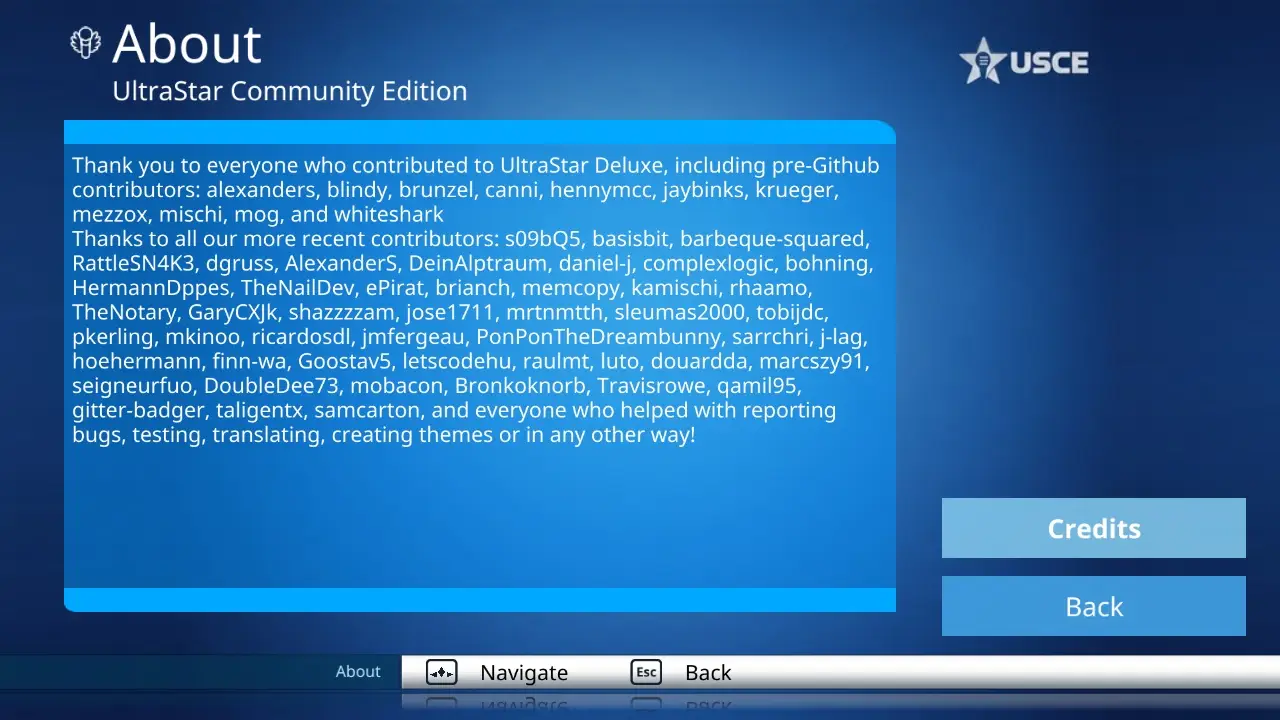 About
UltraStar Community Edition
USCE
Thank you to everyone who contributed to UltraStar Deluxe, including pre-Github
contributors: alexanders, blindy, brunzel, canni, hennymcc, jaybinks, krueger,
mezzox, mischi, mog, and whiteshark
Thanks to all our more recent contributors: s09bQ5, basisbit, barbeque-squared,
RattleSN4K3, dgruss, AlexanderS, DeinAlptraum, daniel-j, complexlogic, bohning,
HermannDppes, TheNailDev, ePirat, brianch, memcopy, kamischi, rhaamo,
TheNotary, GaryCXJk, shazzzzam, jose1711, mrtnmtth, sleumas2000, tobijdc,
pkerling, mkinoo, ricardosdl, jmfergeau, PonPonTheDreambunny, sarrchri, j-lag,
hoehermann, finn-wa, Goostav5, letscodehu, raulmt, luto, douardda, marcszy91,
seigneurfuo, DoubleDee73, mobacon, Bronkoknorb, Travisrowe, qamil95,
gitter-badger, taligentx, samcarton, and everyone who helped with reporting
bugs, testing, translating, creating themes or in any other way!
Credits
Back
About
Navigate
Esc
Back